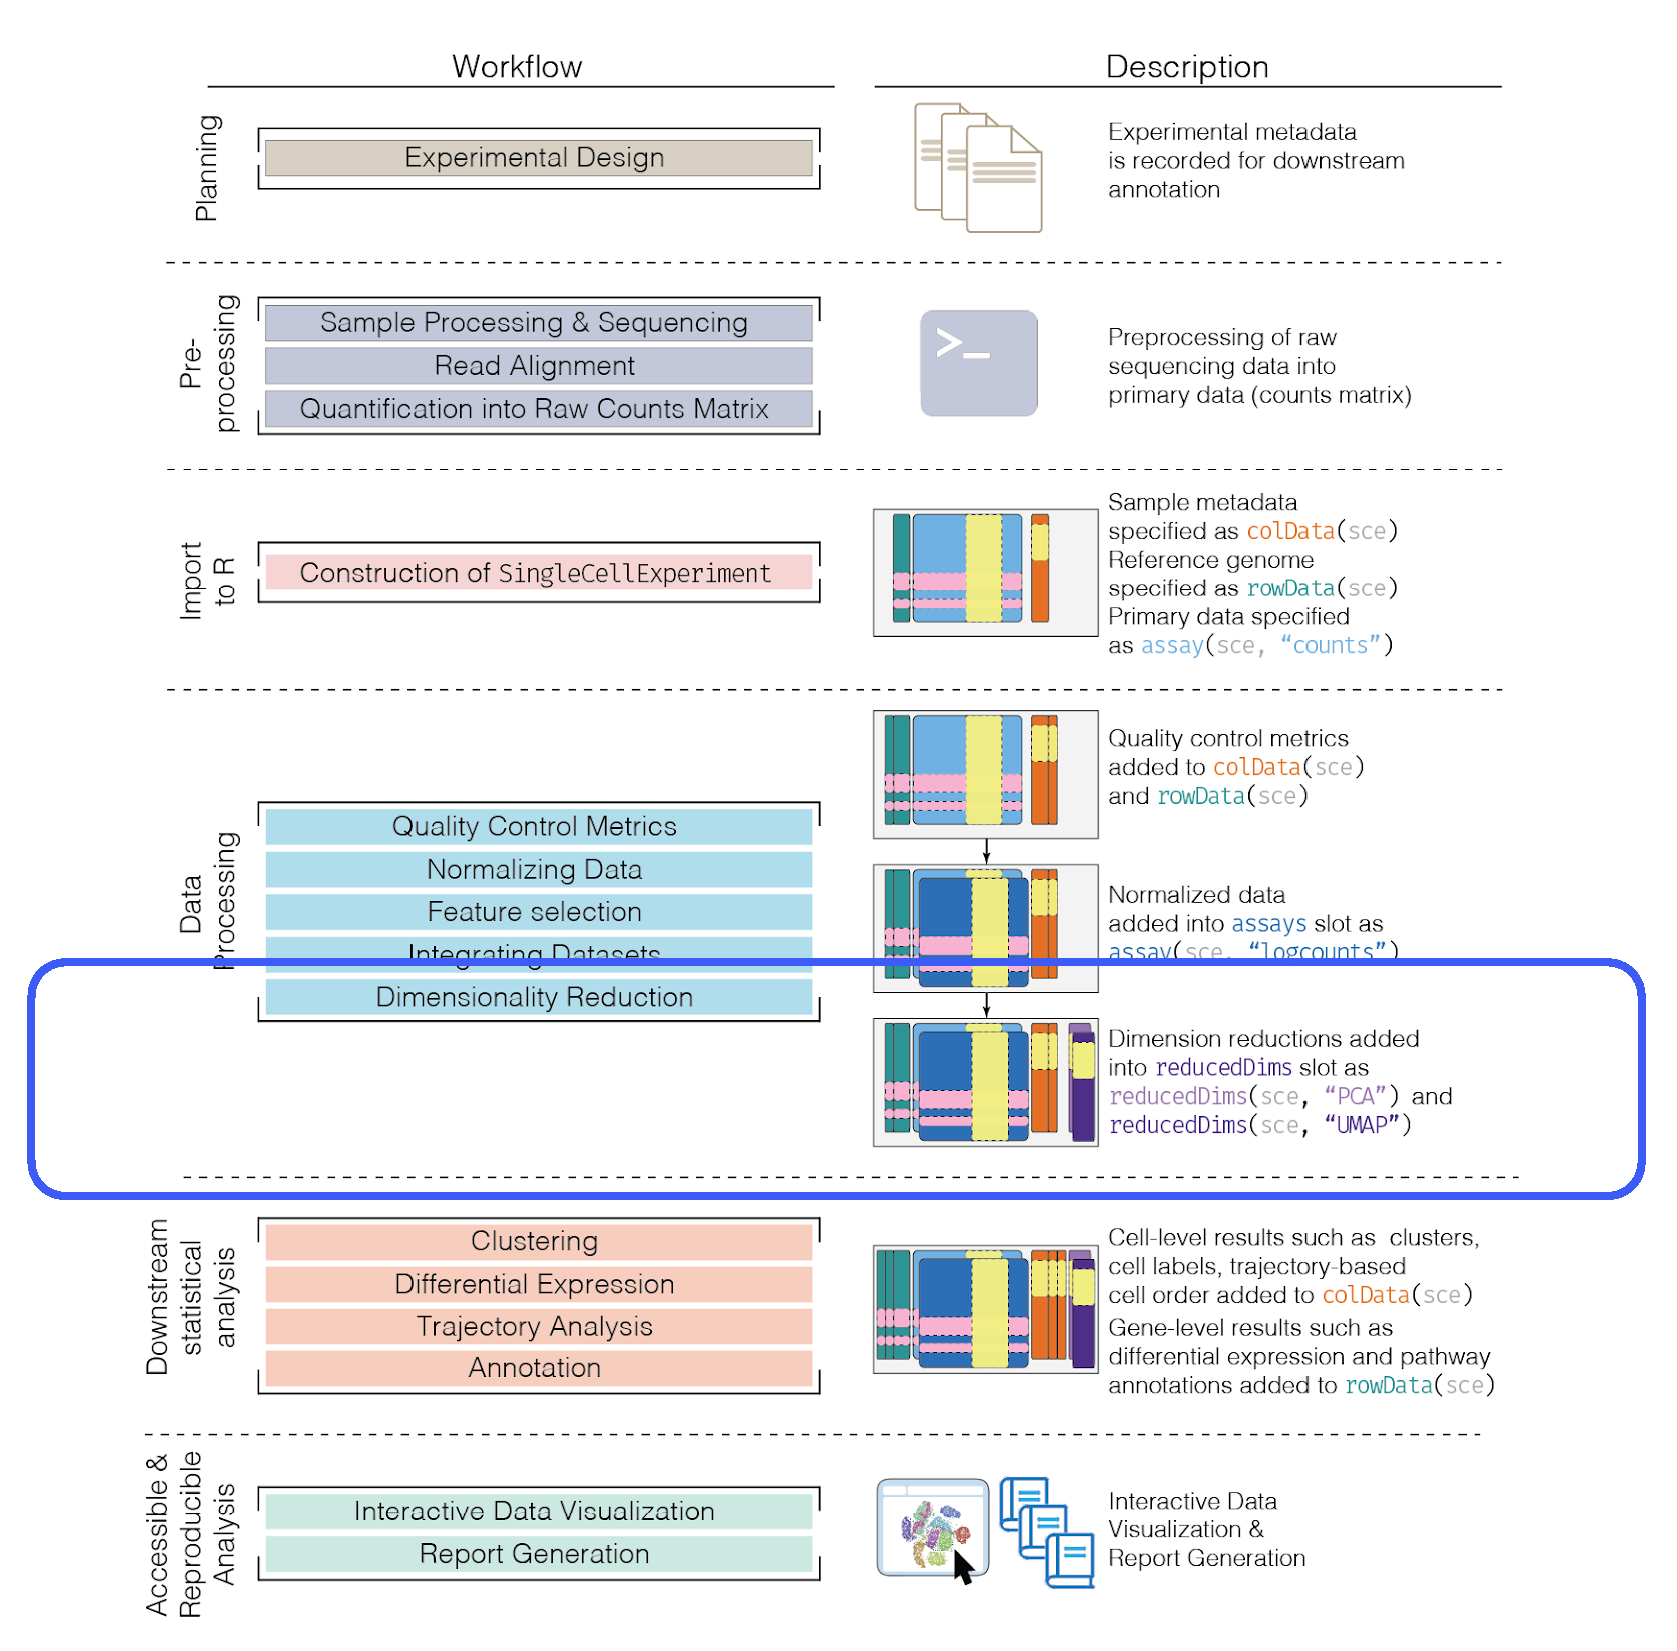 Workflow
Description
Planning
Experimental Design
Experimental metadata
is recorded for downstream
annotation
Pre-
processing
Sample Processing & Sequencing
Read Alignment
Quantification into Raw Counts Matrix
>_
Preprocessing of raw
sequencing data into
primary data (counts matrix)
Import
to R
Construction of SingleCellExperiment
Sample metadata
specified as colData(sce)
Reference genome
specified as rowData(sce)
Primary data specified
as assay(sce, “counts”)
Data
Processing
Quality Control Metrics
Normalizing Data
Feature selection
Integrating Datasets
Dimensionality Reduction
Quality control metrics
added to colData(sce)
and rowData(sce)
Normalized data
added into assays slot as
assay(sce, “logcounts”)
Dimension reductions added
into reducedDims slot as
reducedDims(sce, “PCA”) and
reducedDims(sce, “UMAP”)
Downstream
statistical
analysis
Clustering
Differential Expression
Trajectory Analysis
Annotation
Cell-level results such as clusters,
cell labels, trajectory-based
cell order added to colData(sce)
Gene-level results such as
differential expression and pathway
annotations added to rowData(sce)
Accessible &
Reproducible
Analysis
Interactive Data Visualization
Report Generation
Interactive Data
Visualization &
Report Generation